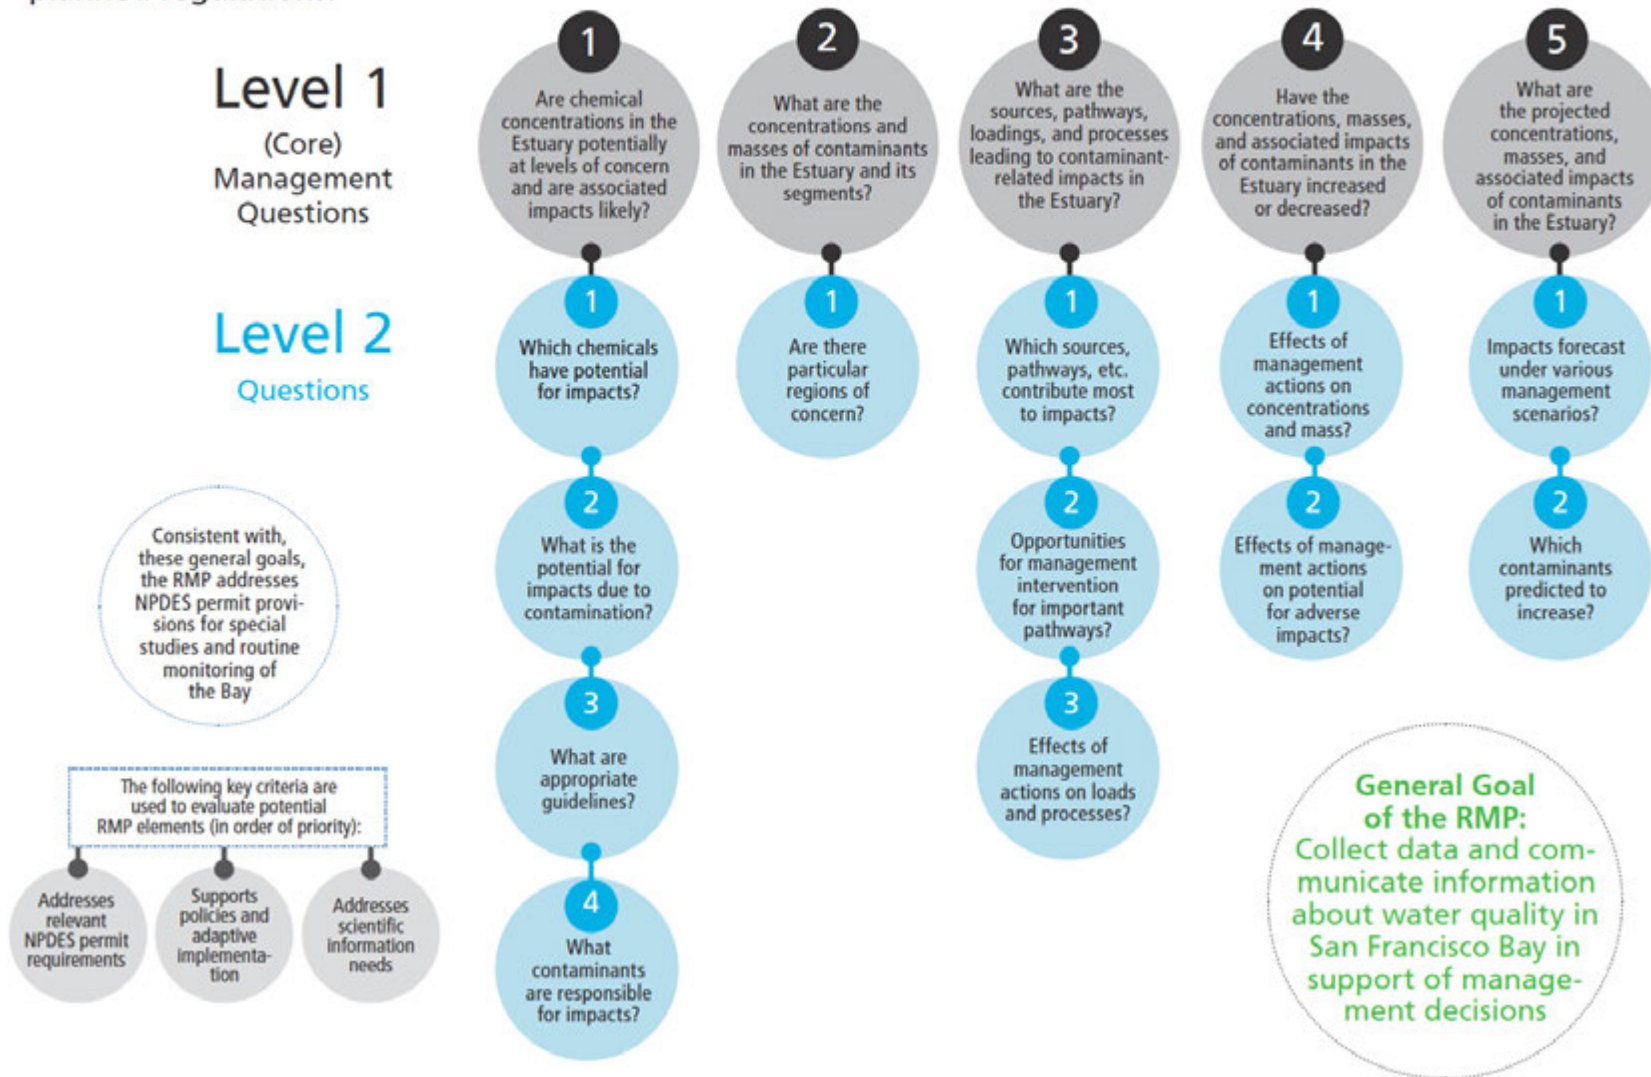 Level 1
(Core)
Management
Questions
1
Are chemical
concentrations in the
Estuary potentially
at levels of concern
and are associated
impacts likely?
2
What are the
concentrations and
masses of contaminants
in the Estuary and its
segments?
3
What are the
sources, pathways,
loadings, and processes
leading to contaminant-
related impacts in
the Estuary?
4
Have the
concentrations, masses,
and associated impacts
of contaminants in the
Estuary increased
or decreased?
5
What are
the projected
concentrations,
masses, and
associated impacts
of contaminants
in the Estuary?
Level 2
Questions
1
Which chemicals
have potential
for impacts?
1
Are there
particular
regions of
concern?
1
Which sources,
pathways, etc.
contribute most
to impacts?
1
Effects of
management
actions on
concentrations
and mass?
1
Impacts forecast
under various
management
scenarios?
2
What is the
potential for
impacts due to
contamination?
2
Opportunities
for management
intervention
for important
pathways?
2
Effects of manage-
ment actions
on potential
for adverse
impacts?
2
Which
contaminants
predicted to
increase?
3
What are
appropriate
guidelines?
3
Effects of
management
actions on loads
and processes?
4
What
contaminants
are responsible
for impacts?
Consistent with,
these general goals,
the RMP addresses
NPDES permit provi-
sions for special
studies and routine
monitoring of
the Bay
The following key criteria are
used to evaluate potential
RMP elements (in order of priority):
Addresses
relevant
NPDES permit
requirements
Supports
policies and
adaptive
implementa-
tion
Addresses
scientific
information
needs
General Goal
of the RMP:
Collect data and com-
municate information
about water quality in
San Francisco Bay in
support of manage-
ment decisions